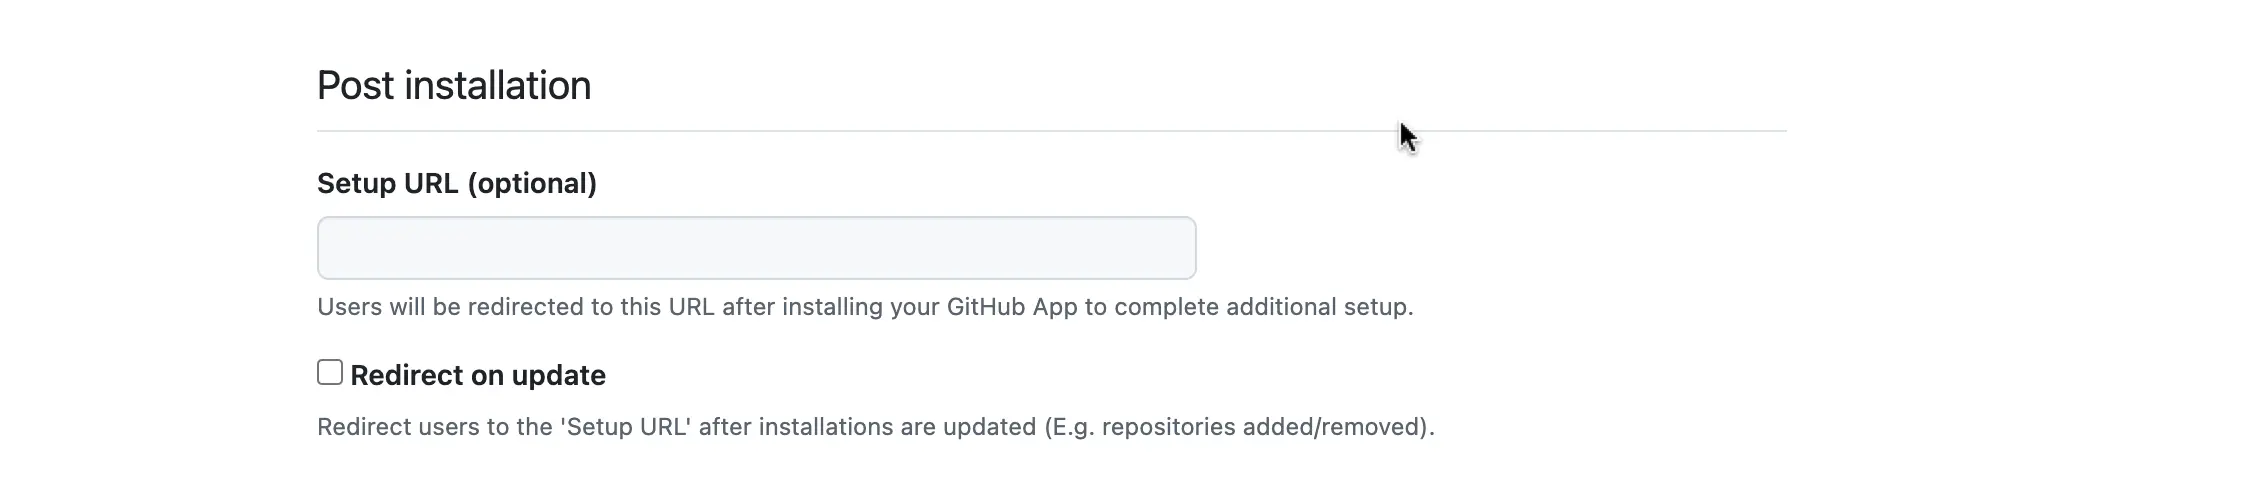 Post installation
Setup URL (optional)
Users will be redirected to this URL after installing your GitHub App to complete additional setup.
Redirect on update
Redirect users to the 'Setup URL' after installations are updated (E.g. repositories added/removed).